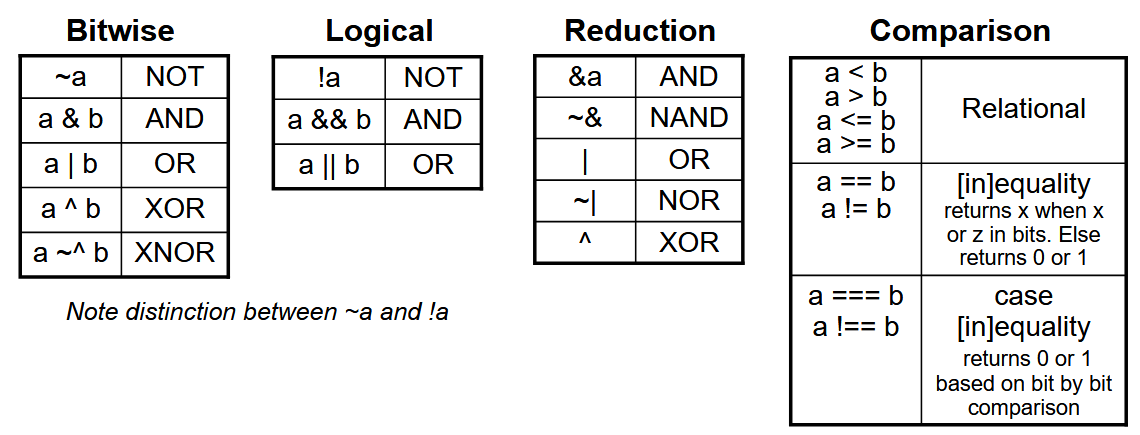 Bitwise
~a NOT
a & b AND
a | b OR
a ^ b XOR
a ~^ b XNOR
Note distinction between ~a and !a
Logical
!a NOT
a && b AND
a || b OR
Reduction
&a AND
~& NAND
| OR
~| NOR
^ XOR
Comparison
a < b
a > b
a <= b
a >= b
Relational
a == b
a != b
[in]equality
returns x when x
or z in bits. Else
returns 0 or 1
a === b
a !== b
case
[in]equality
returns 0 or 1
based on bit by bit
comparison